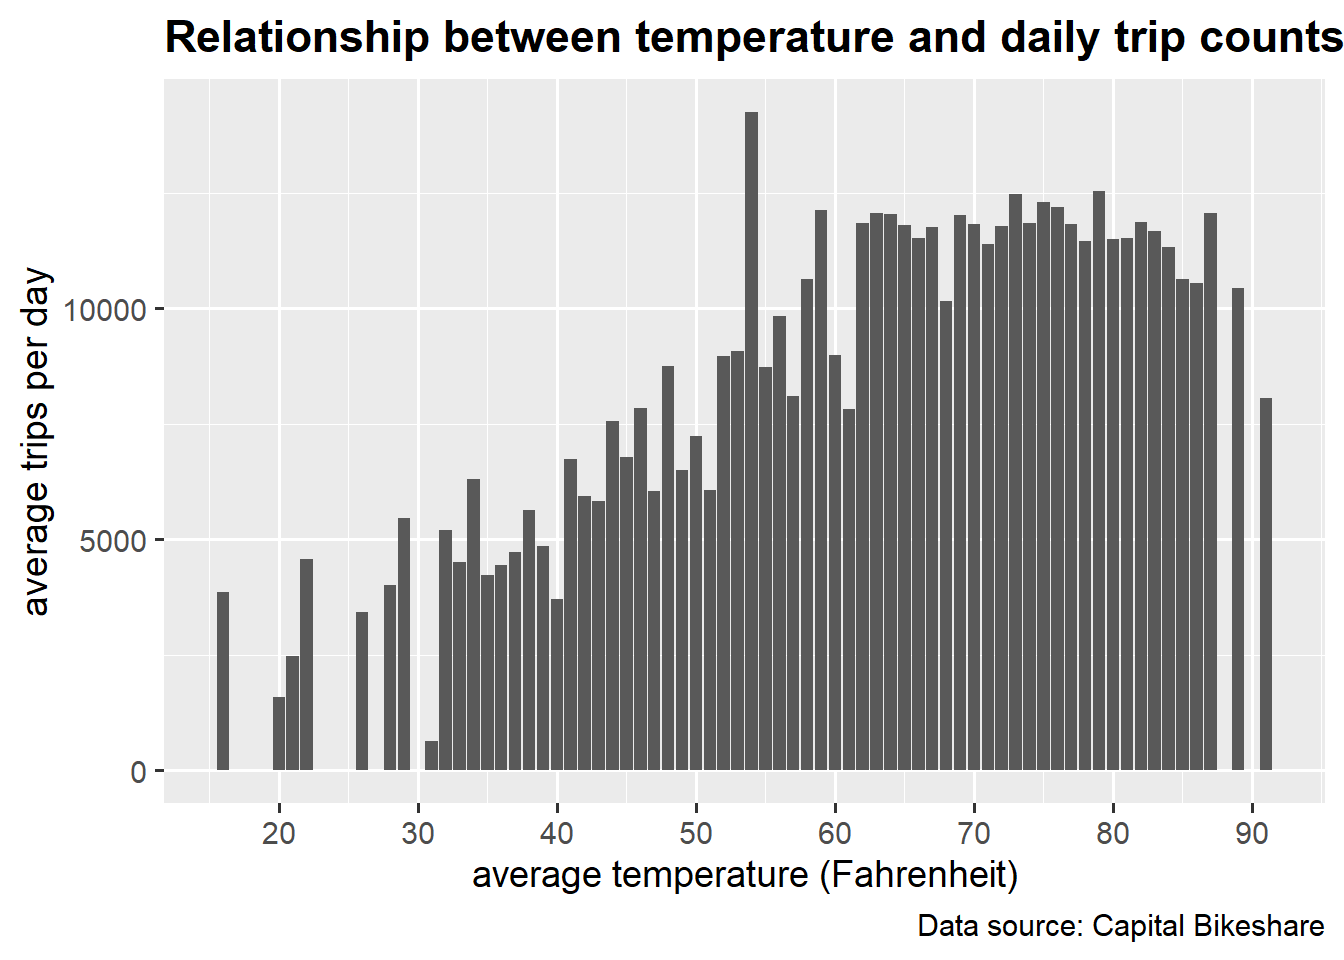 Relationship between temperature and daily trip counts
average trips per day
10000
5000
0
20 30 40 50 60 70 80 90
average temperature (Fahrenheit)
Data source: Capital Bikeshare